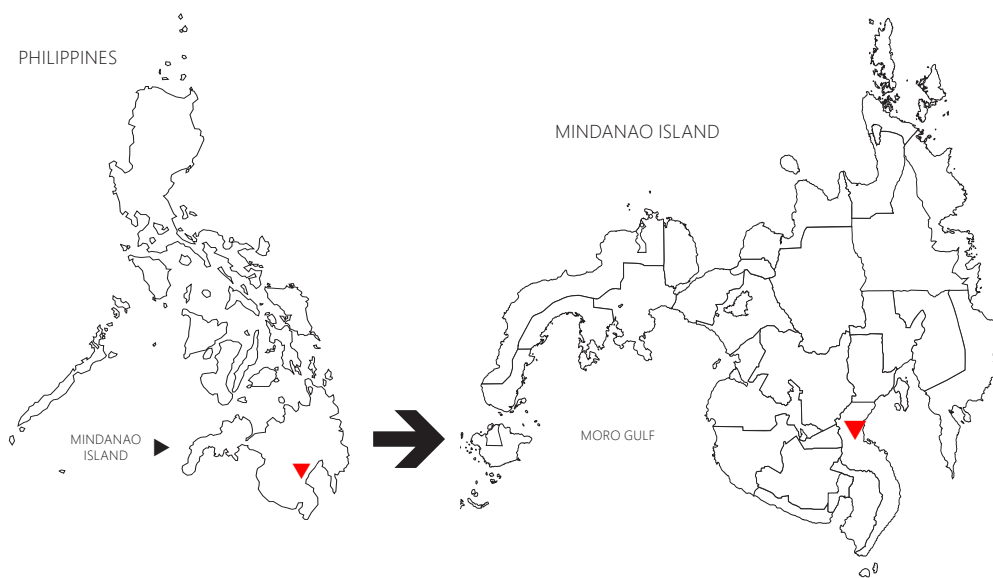 PHILIPPINES
MINDANAO
ISLAND
MINDANAO ISLAND
MORO GULF